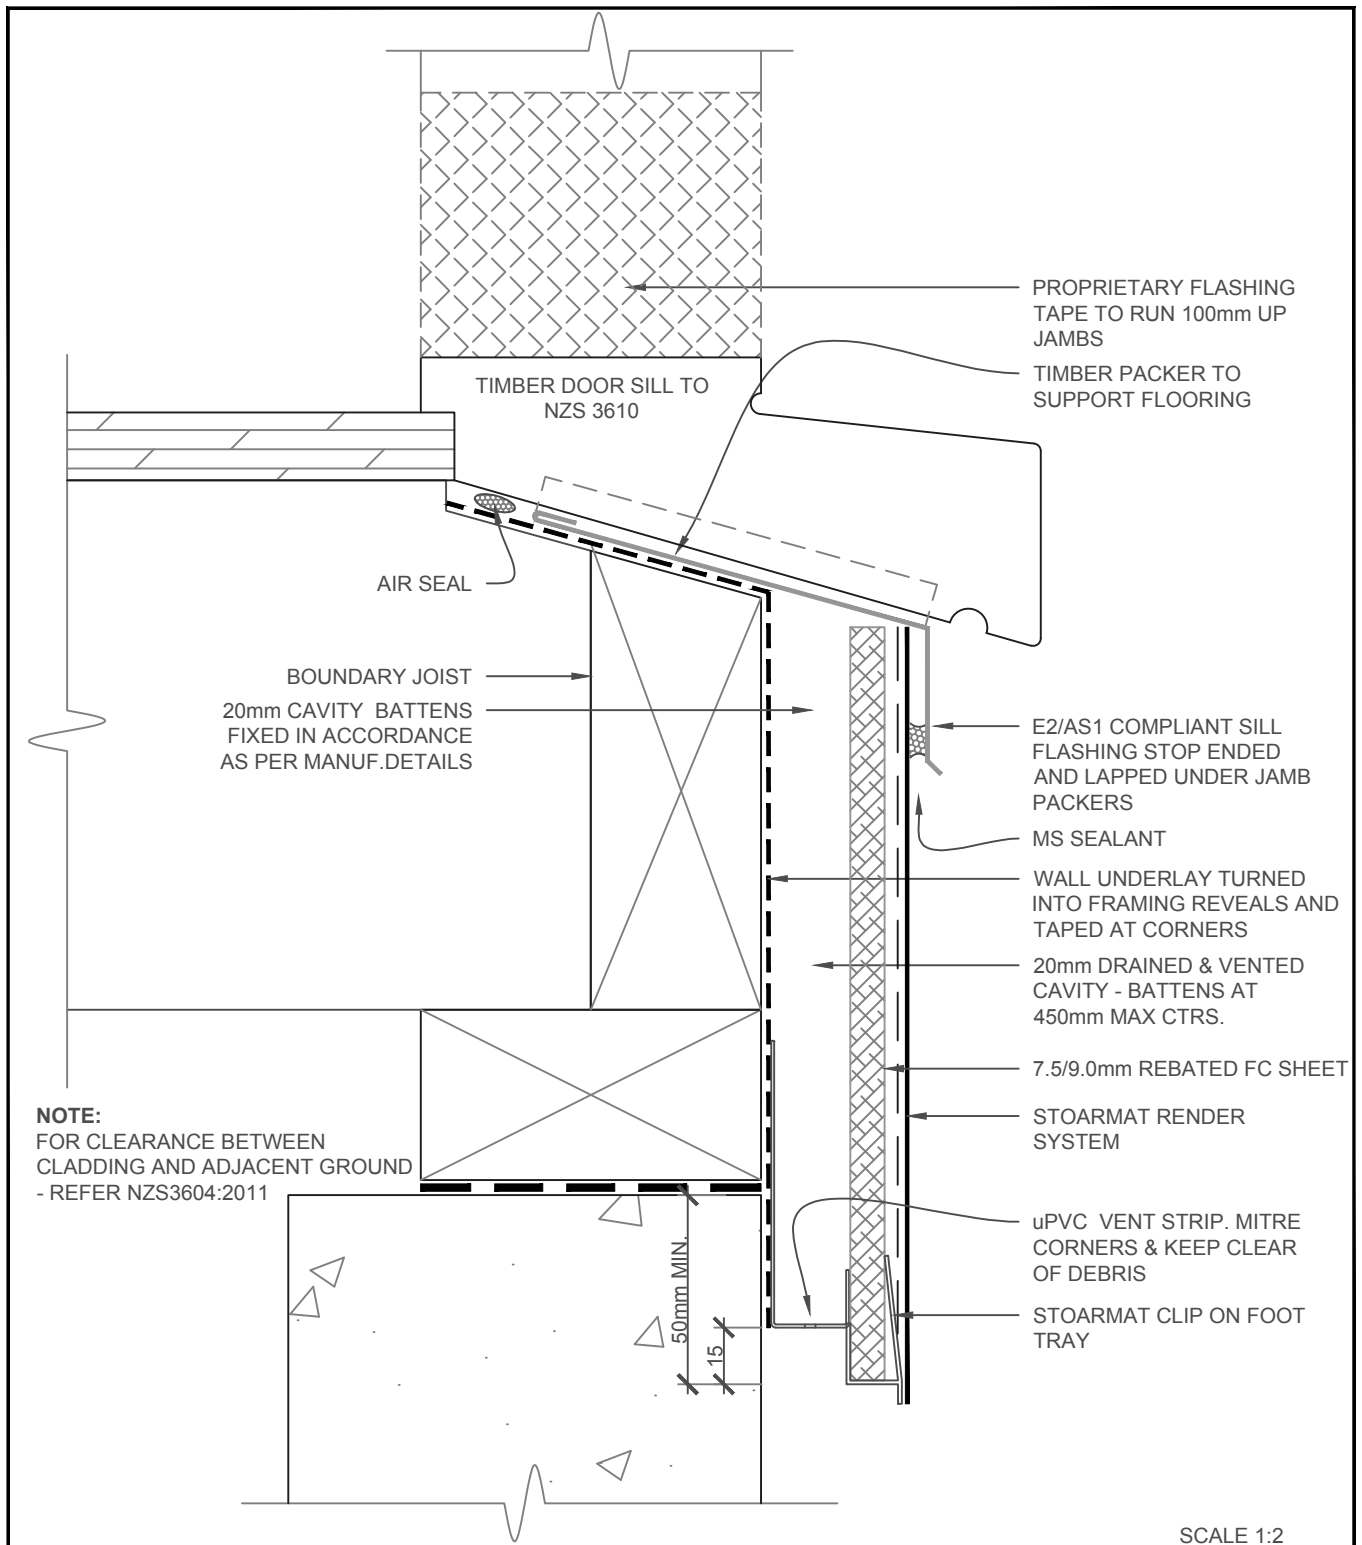 PROPRIETARY FLASHING
TAPE TO RUN 100mm UP
JAMBS
TIMBER DOOR SILL TO
NZS 3610
TIMBER PACKER TO
SUPPORT FLOORING
AIR SEAL
BOUNDARY JOIST
20mm CAVITY BATTENS
FIXED IN ACCORDANCE
AS PER MANUF.DETAILS
E2/AS1 COMPLIANT SILL
FLASHING STOP ENDED
AND LAPPED UNDER JAMB
PACKERS
MS SEALANT
WALL UNDERLAY TURNED
INTO FRAMING REVEALS AND
TAPED AT CORNERS
20mm DRAINED & VENTED
CAVITY - BATTENS AT
450mm MAX CTRS.
7.5/9.0mm REBATED FC SHEET
STOARMAT RENDER
SYSTEM
NOTE:
FOR CLEARANCE BETWEEN
CLADDING AND ADJACENT GROUND
- REFER NZS3604:2011
uPVC VENT STRIP. MITRE
CORNERS & KEEP CLEAR
OF DEBRIS
STOARMAT CLIP ON FOOT
TRAY
50mm MIN.
15
SCALE 1:2